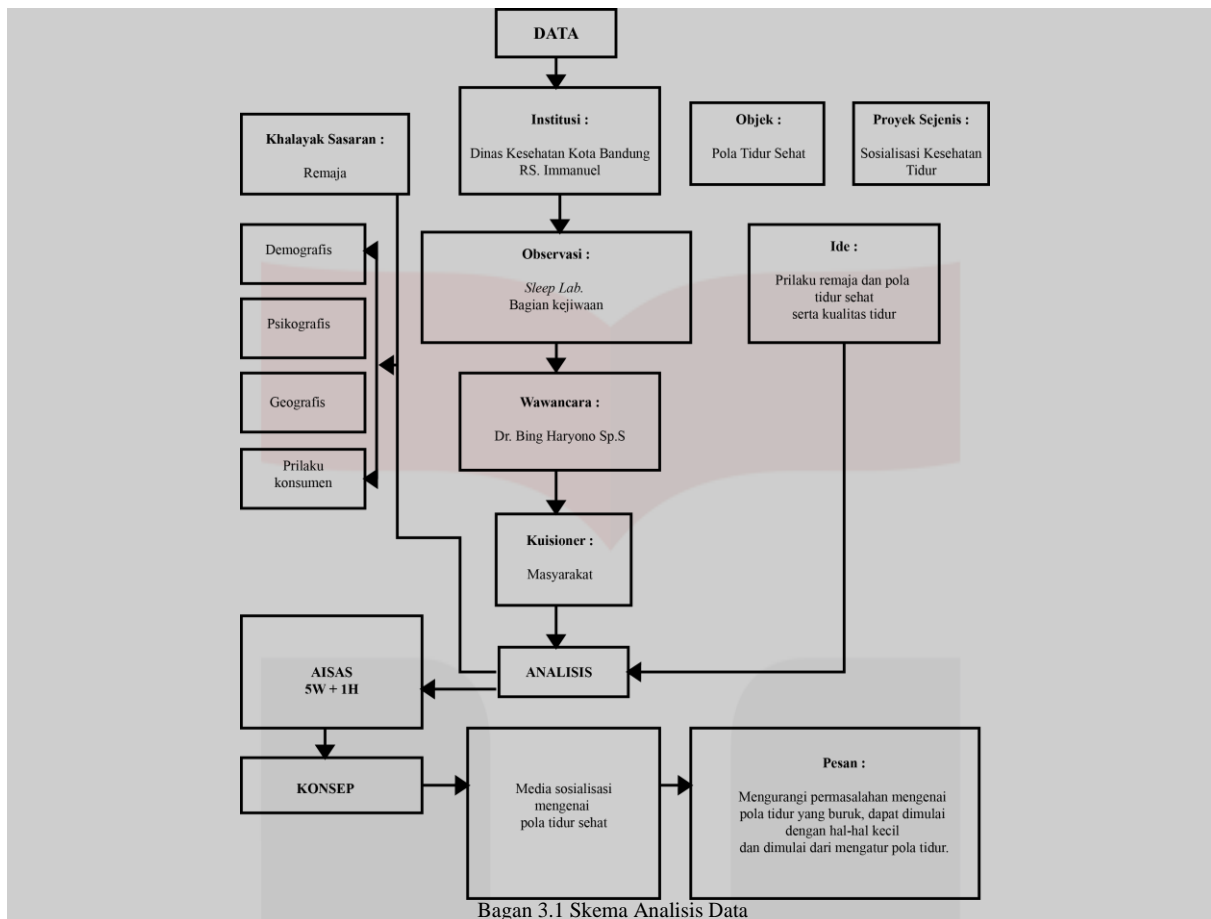 DATA
Institusi :
Dinas Kesehatan Kota Bandung
RS. Immanuel
Objek :
Pola Tidur Sehat
Proyek Sejenis :
Sosialisasi Kesehatan
Tidur
Khalayak Sasaran :
Remaja
Demografis
Psikografis
Geografis
Prilaku
konsumen
Observasi :
Sleep Lab.
Bagian kejiwaan
Ide :
Prilaku remaja dan pola
tidur sehat
serta kualitas tidur
Wawancara :
Dr. Bing Haryono Sp.S
Kuisioner :
Masyarakat
ANALISIS
AISAS
5W + 1H
KONSEP
Media sosialisasi
mengenai
pola tidur sehat
Pesan :
Mengurangi permasalahan mengenai
pola tidur yang buruk, dapat dimulai
dengan hal-hal kecil
dan dimulai dari mengatur pola tidur.
Bagan 3.1 Skema Analisis Data